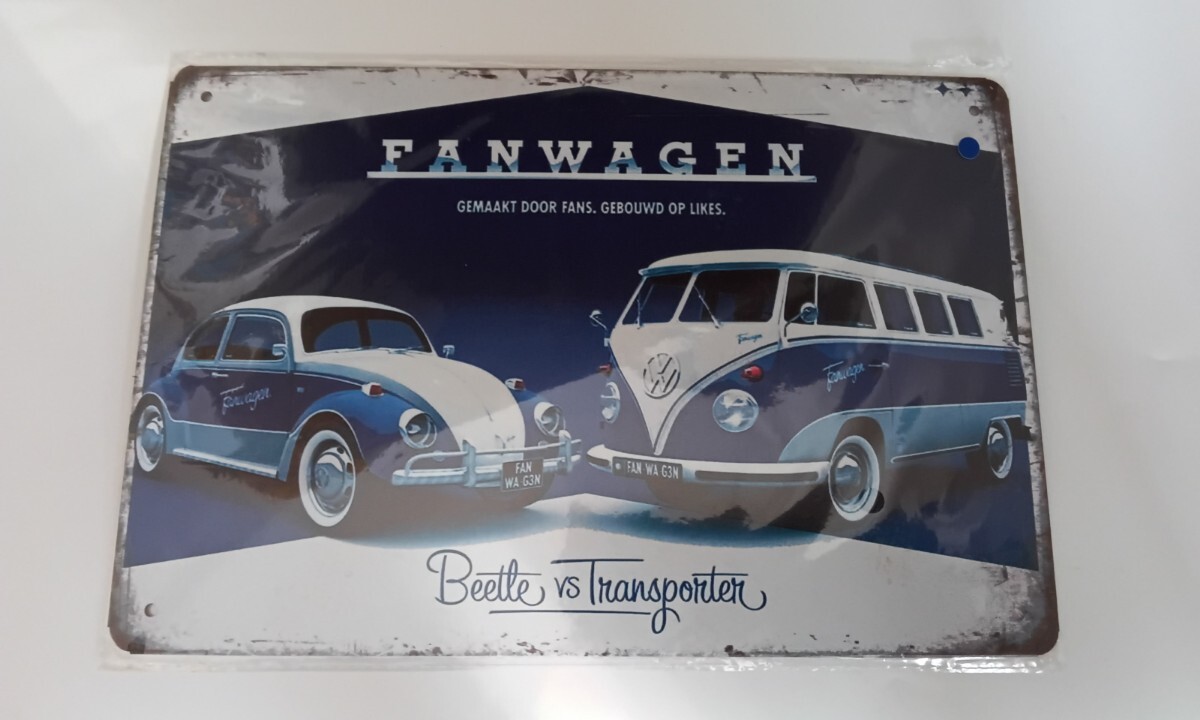 FANWAGEN
GEMAAKT DOOR FANS. GEBOUWD OP LIKES.
Fanwagen
Fanwagen
Fanwagen
VW
FAN
WA G3N
FAN WA G3N
Beetle vs Transporter